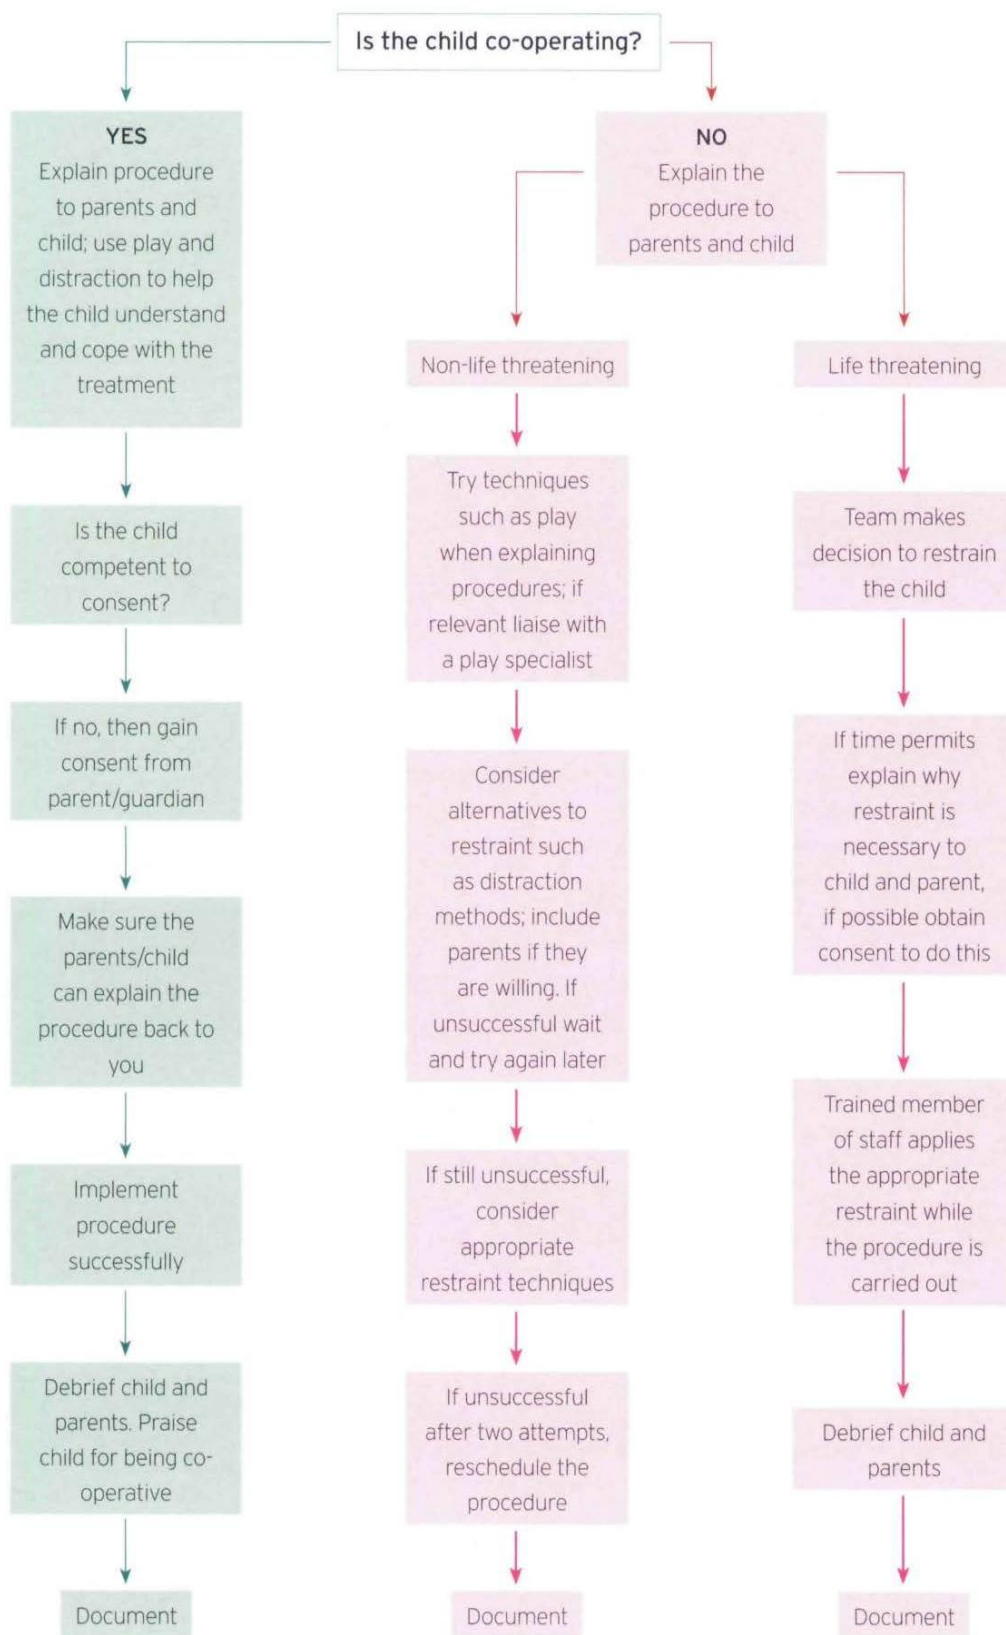 Is the child co-operating?
YES
Explain procedure
to parents and
child; use play and
distraction to help
the child understand
and cope with the
treatment
Is the child
competent to
consent?
If no, then gain
consent from
parent/guardian
Make sure the
parents/child
can explain the
procedure back to
you
Implement
procedure
successfully
Debrief child and
parents. Praise
child for being co-
operative
Document
NO
Explain the
procedure to
parents and child
Non-life threatening
Try techniques
such as play
when explaining
procedures; if
relevant liaise with
a play specialist
Consider
alternatives to
restraint such
as distraction
methods; include
parents if they
are willing. If
unsuccessful wait
and try again later
If still unsuccessful,
consider
appropriate
restraint techniques
If unsuccessful
after two attempts,
reschedule the
procedure
Document
Life threatening
Team makes
decision to restrain
the child
If time permits
explain why
restraint is
necessary to
child and parent,
if possible obtain
consent to do this
Trained member
of staff applies
the appropriate
restraint while
the procedure is
carried out
Debrief child and
parents
Document